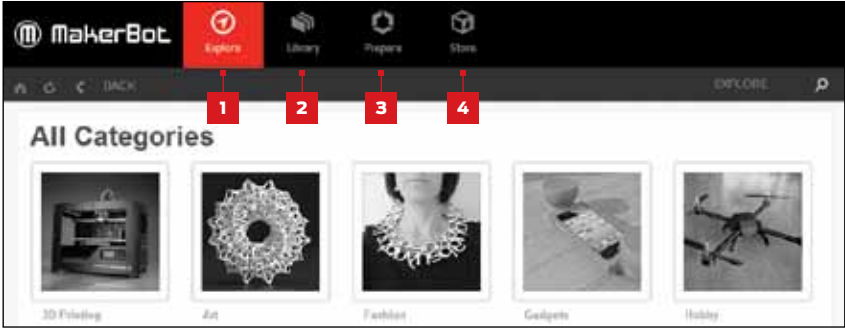 MakerBot
Explore Library Prepare Store
BACK EXPLORE
1 2 3 4
All Categories
3D Printing Art Fashion Gadgets Hobby